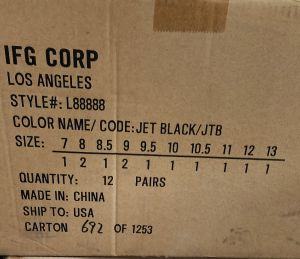 IFG CORP
LOS ANGELES
STYLE#: L88888
COLOR NAME/ CODE:JET BLACK/JTB
SIZE: 7 8 8.5 9 9.5 10 10.5 11 12 13
1 2 1 2 1 1 1 1 1 1
QUANTITY: 12 PAIRS
MADE IN: CHINA
SHIP TO: USA
CARTON 692 OF 1253